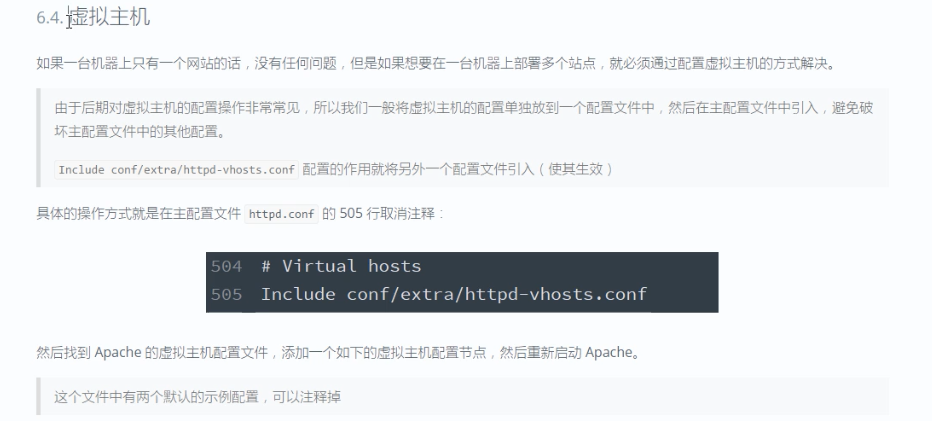 6.4. 虚拟主机
如果一台机器上只有一个网站的话，没有任何问题，但是如果想要在一台机器上部署多个站点，就必须通过配置虚拟主机的方式解决。
由于后期对虚拟主机的配置操作非常常见，所以我们一般将虚拟主机的配置单独放到一个配置文件中，然后在主配置文件中引入，避免破
坏主配置文件中的其他配置。
Include conf/extra/httpd-vhosts.conf 配置的作用就将另外一个配置文件引入（使其生效）
具体的操作方式就是在主配置文件 httpd.conf 的 505 行取消注释：
504 # Virtual hosts
505 Include conf/extra/httpd-vhosts.conf
然后找到 Apache 的虚拟主机配置文件，添加一个如下的虚拟主机配置节点，然后重新启动 Apache。
这个文件中有两个默认的示例配置，可以注释掉